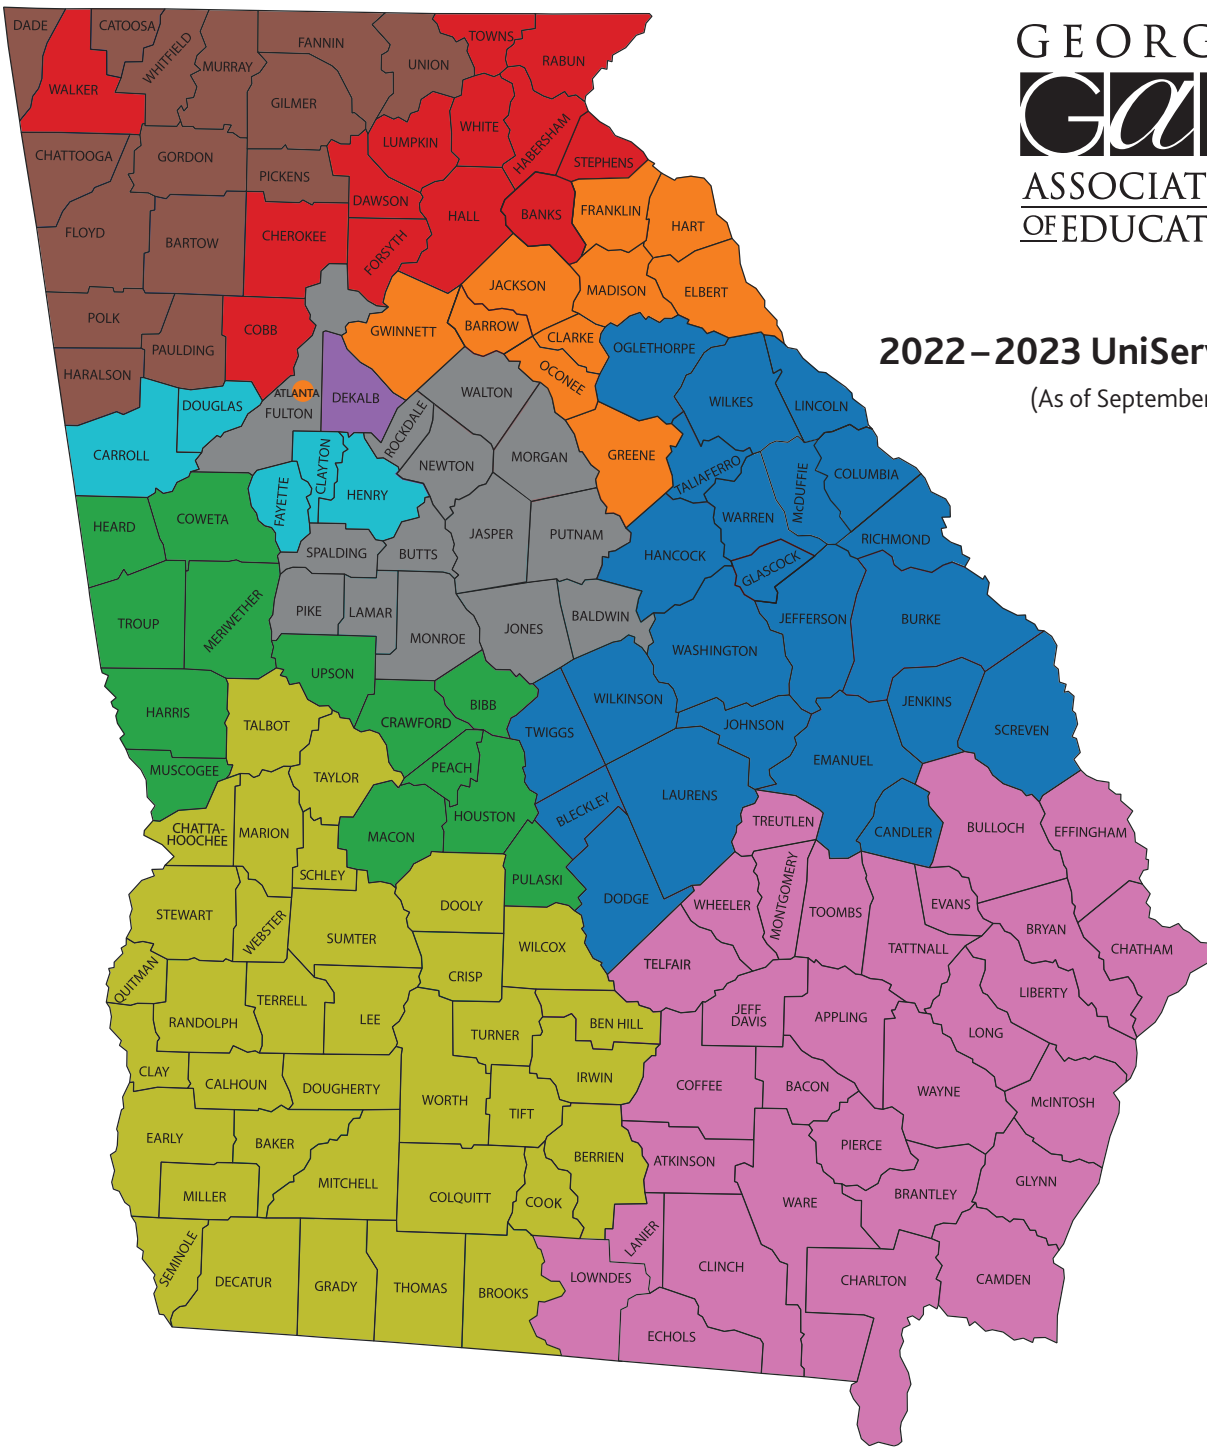 DADE
CATOOSA
WHITFIELD
MURRAY
FANNIN
UNION
TOWNS
RABUN
WALKER
GILMER
LUMPKIN
WHITE
HABERSHAM
STEPHENS
CHATTOOGA
GORDON
PICKENS
DAWSON
HALL
BANKS
FRANKLIN
HART
FLOYD
BARTOW
CHEROKEE
FORSYTH
JACKSON
MADISON
ELBERT
POLK
PAULDING
COBB
GWINNETT
BARROW
CLARKE
OCONEE
OGLETHORPE
HARALSON
DOUGLAS
ATLANTA
FULTON
DEKALB
ROCKDALE
WALTON
WILKES
LINCOLN
CARROLL
FAYETTE
CLAYTON
HENRY
NEWTON
MORGAN
GREENE
TALIAFERRO
McDUFFIE
COLUMBIA
HEARD
COWETA
SPALDING
BUTTS
JASPER
PUTNAM
HANCOCK
WARREN
GLASCOCK
RICHMOND
TROUP
MERIWETHER
PIKE
LAMAR
MONROE
JONES
BALDWIN
WASHINGTON
JEFFERSON
BURKE
HARRIS
UPSON
TALBOT
CRAWFORD
BIBB
TWIGGS
WILKINSON
JOHNSON
JENKINS
SCREVEN
MUSCOGEE
TAYLOR
PEACH
EMANUEL
CHATTA-
HOOCHEE
MARION
SCHLEY
MACON
HOUSTON
BLECKLEY
LAURENS
TREUTLEN
CANDLER
BULLOCH
EFFINGHAM
STEWART
WEBSTER
SUMTER
DOOLY
PULASKI
DODGE
WHEELER
MONTGOMERY
TOOMBS
EVANS
BRYAN
CHATHAM
QUITMAN
RANDOLPH
TERRELL
LEE
CRISP
WILCOX
TELFAIR
TATTNALL
LIBERTY
CLAY
CALHOUN
DOUGHERTY
WORTH
TURNER
BEN HILL
IRWIN
TIFT
COFFEE
JEFF
DAVIS
APPLING
BACON
WAYNE
LONG
McINTOSH
EARLY
BAKER
MILLER
MITCHELL
COLQUITT
COOK
BERRIEN
ATKINSON
PIERCE
WARE
BRANTLEY
GLYNN
SEMINOLE
DECATUR
GRADY
THOMAS
BROOKS
LOWNDES
LANIER
CLINCH
ECHOLS
CHARLTON
CAMDEN
GEORG
Ga
ASSOCIAT
OF EDUCAT
2022–2023 UniServ
(As of September